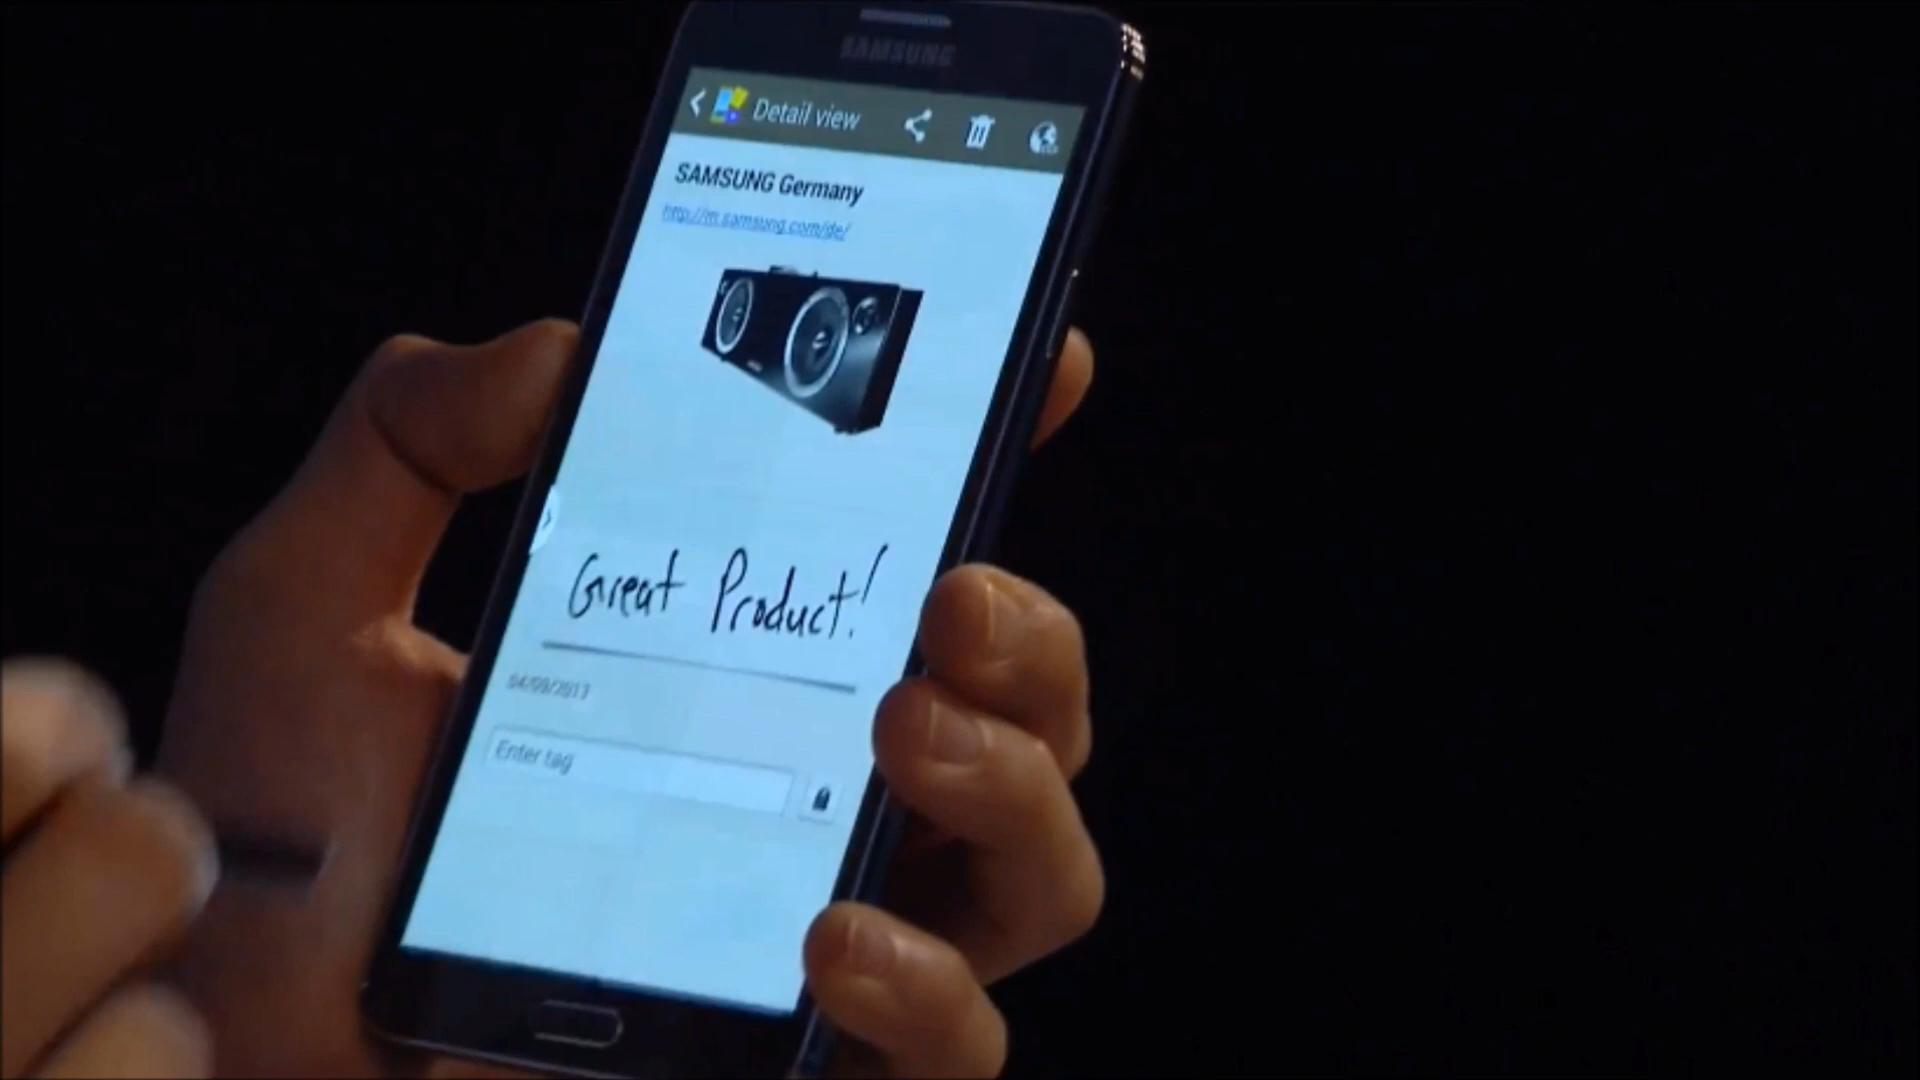 SAMSUNG
Detail view
SAMSUNG Germany
http://m.samsung.com/de/
Great Product!
04/09/2013
Enter tag